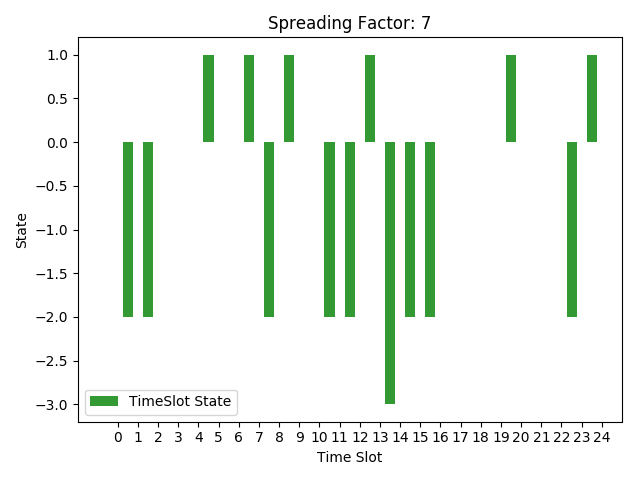 Spreading Factor: 7
State
1.0
0.5
0.0
−0.5
−1.0
−1.5
−2.0
−2.5
−3.0
TimeSlot State
0 1 2 3 4 5 6 7 8 9 10 11 12 13 14 15 16 17 18 19 20 21 22 23 24
Time Slot